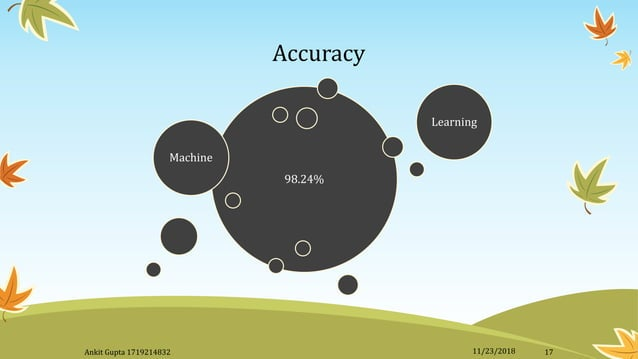 Accuracy
Learning
Machine
98.24%
Ankit Gupta 1719214832
11/23/2018
17